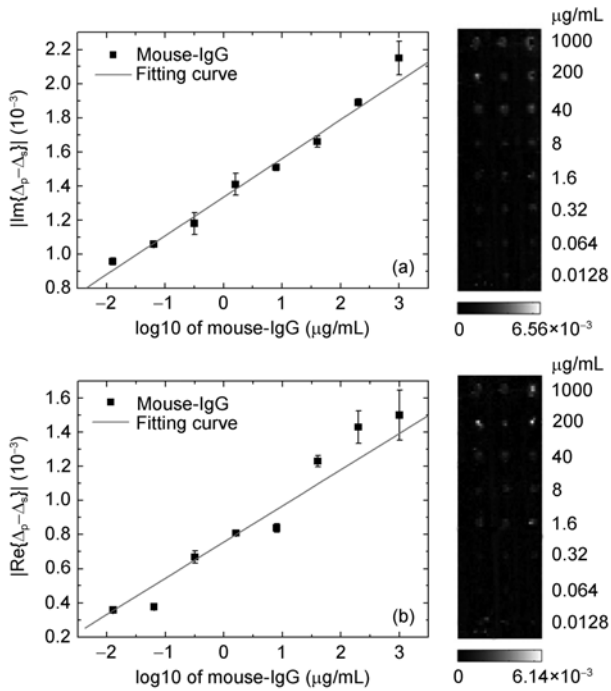 |Im{Δp−Δs}| (10⁻³)
2.2
2.0
1.8
1.6
1.4
1.2
1.0
0.8
Mouse-IgG
Fitting curve
(a)
−2 −1 0 1 2 3
log10 of mouse-IgG (μg/mL)
μg/mL
1000
200
40
8
1.6
0.32
0.064
0.0128
0 6.56×10⁻³
|Re{Δp−Δs}| (10⁻³)
1.6
1.4
1.2
1.0
0.8
0.6
0.4
0.2
Mouse-IgG
Fitting curve
(b)
−2 −1 0 1 2 3
log10 of mouse-IgG (μg/mL)
μg/mL
1000
200
40
8
1.6
0.32
0.064
0.0128
0 6.14×10⁻³